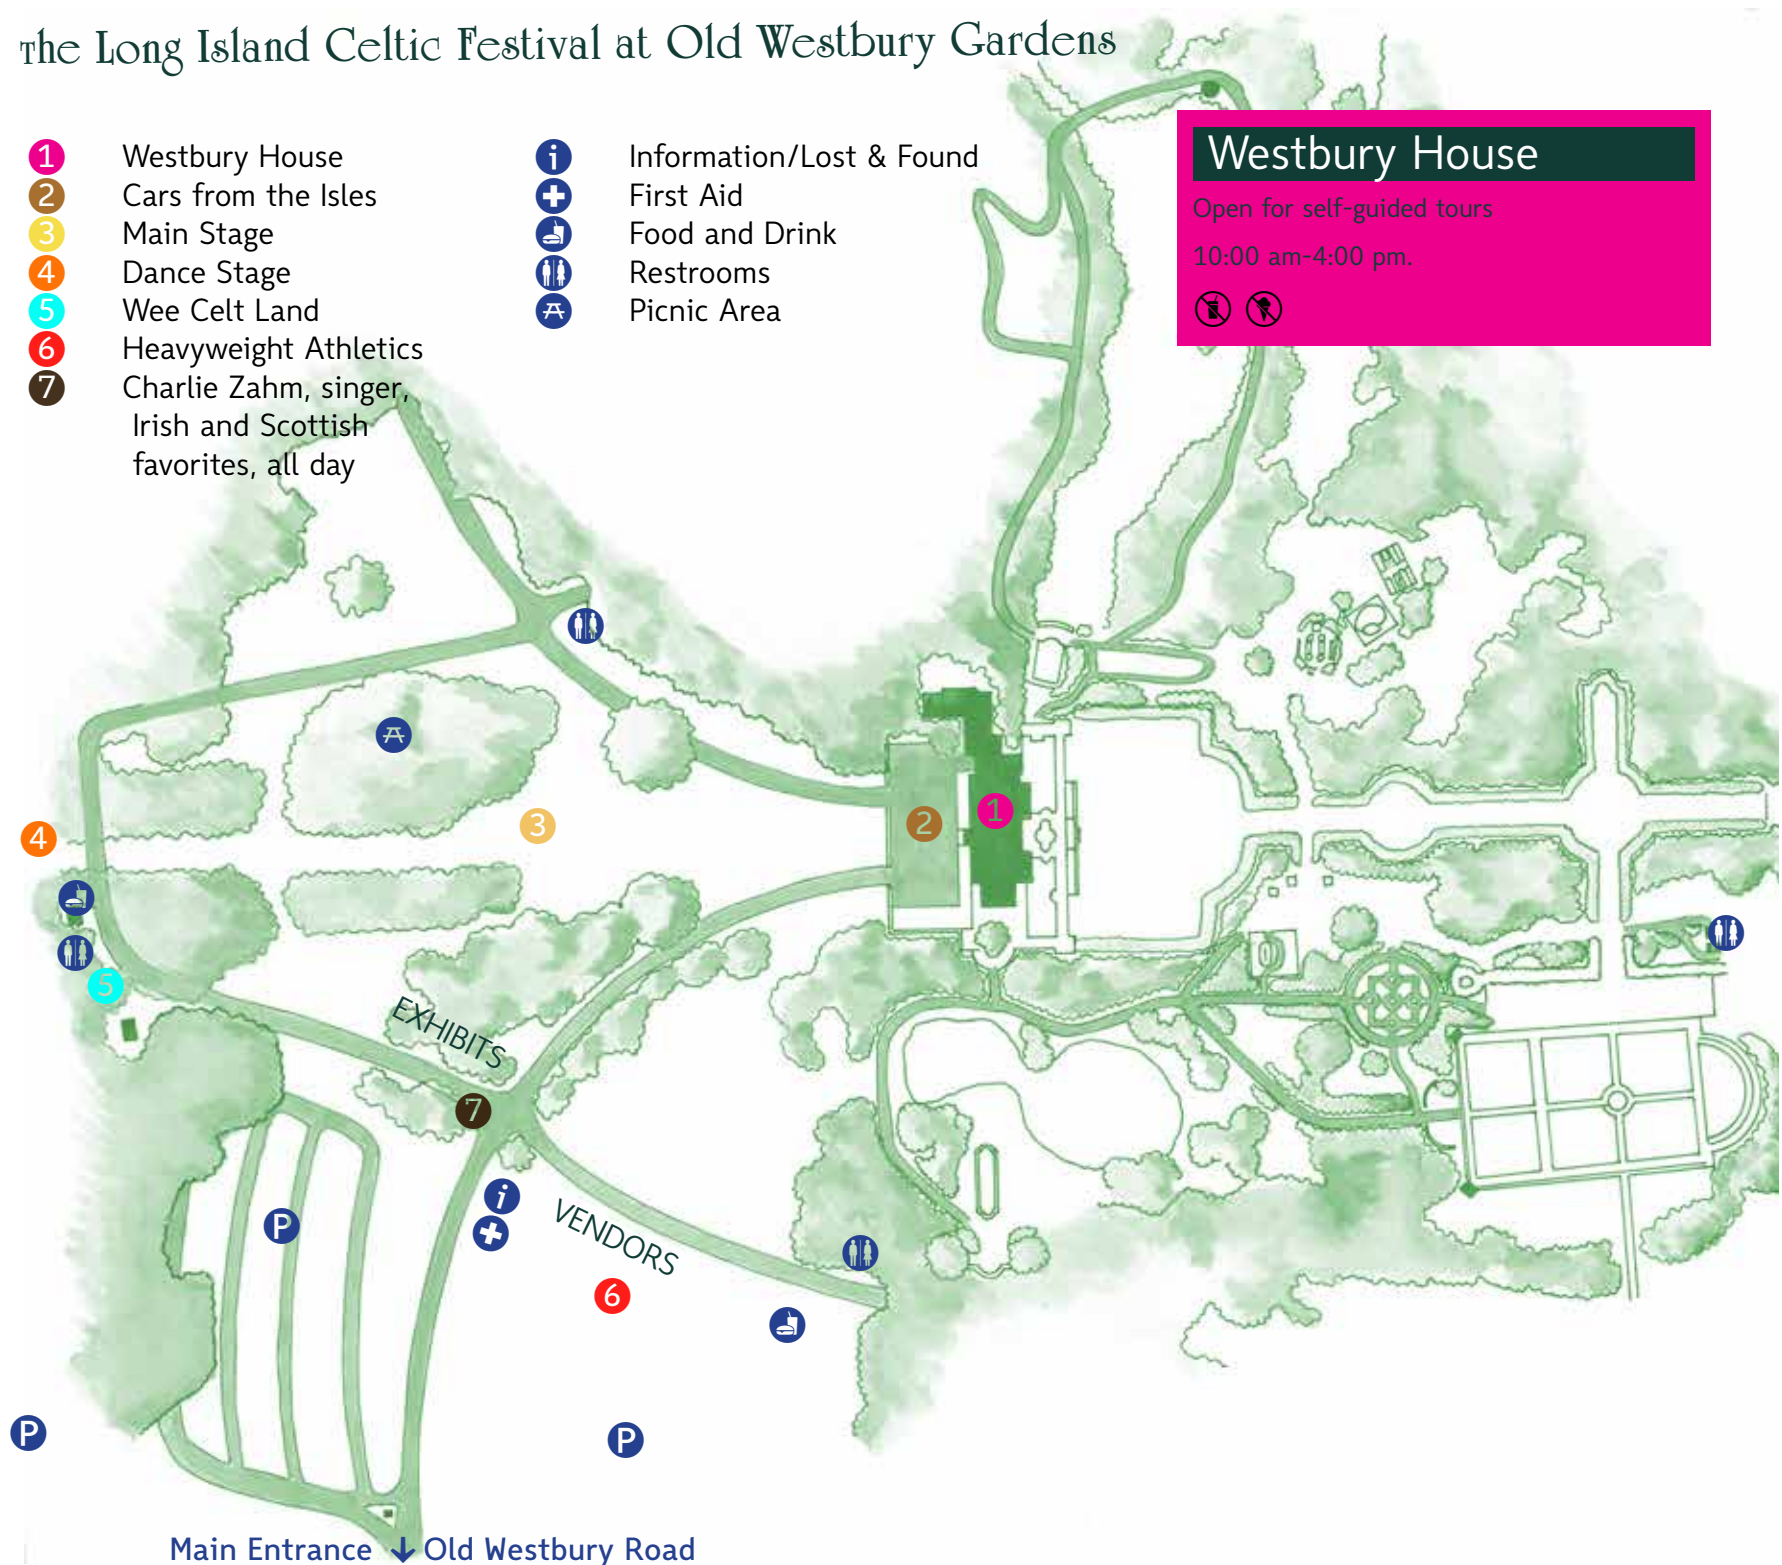 The Long Island Celtic Festival at Old Westbury Gardens
1 Westbury House
2 Cars from the Isles
3 Main Stage
4 Dance Stage
5 Wee Celt Land
6 Heavyweight Athletics
7 Charlie Zahm, singer,
Irish and Scottish
favorites, all day
i Information/Lost & Found
First Aid
Food and Drink
Restrooms
Picnic Area
Westbury House
Open for self-guided tours
10:00 am-4:00 pm.
3
2
1
4
5
EXHIBITS
7
i
P
VENDORS
6
P
P
Main Entrance ↓ Old Westbury Road